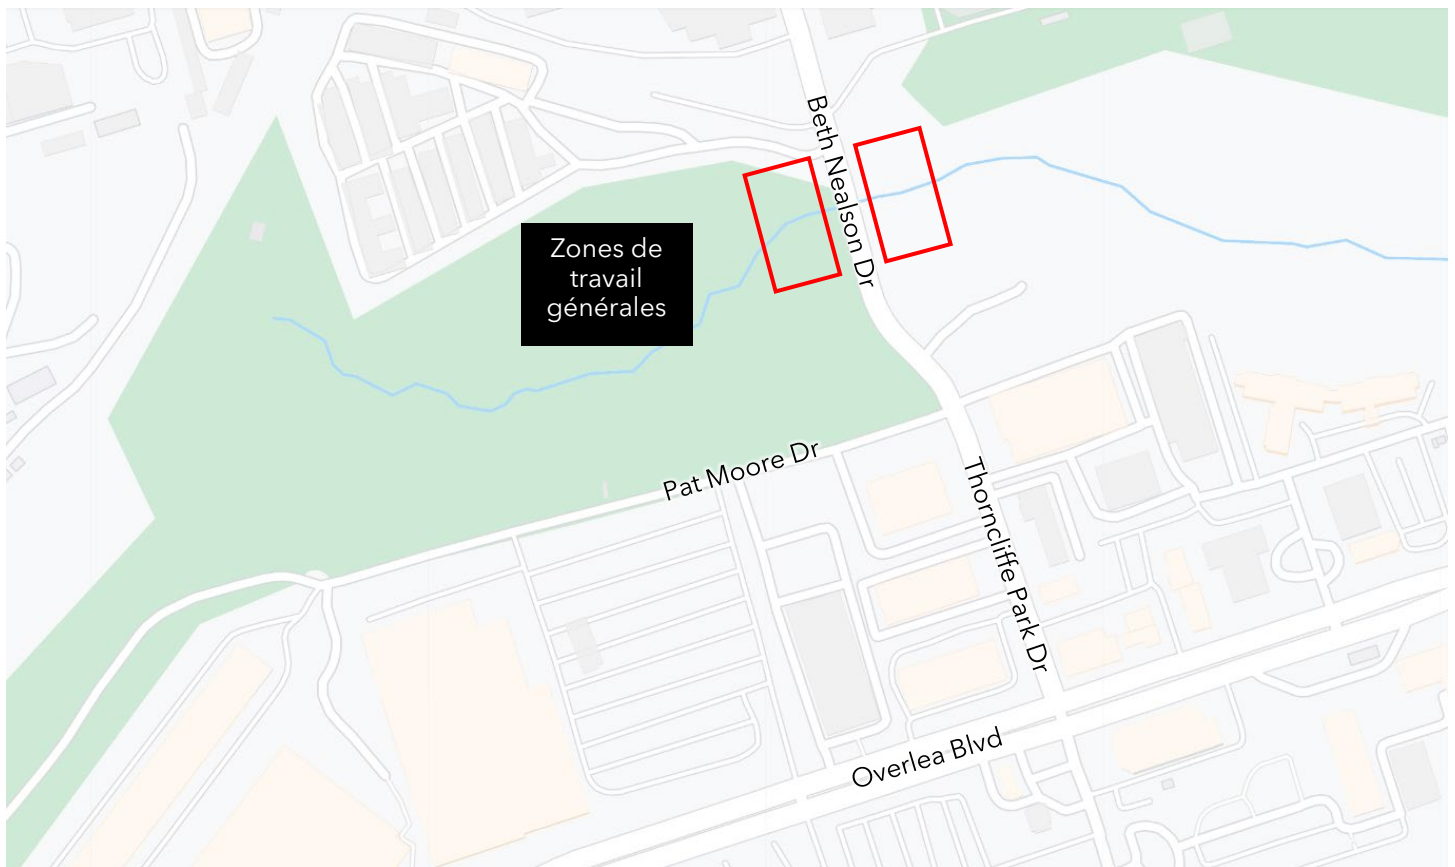 Beth Nealson Dr
Zones de
travail
générales
Pat Moore Dr
Thorncliffe Park Dr
Overlea Blvd